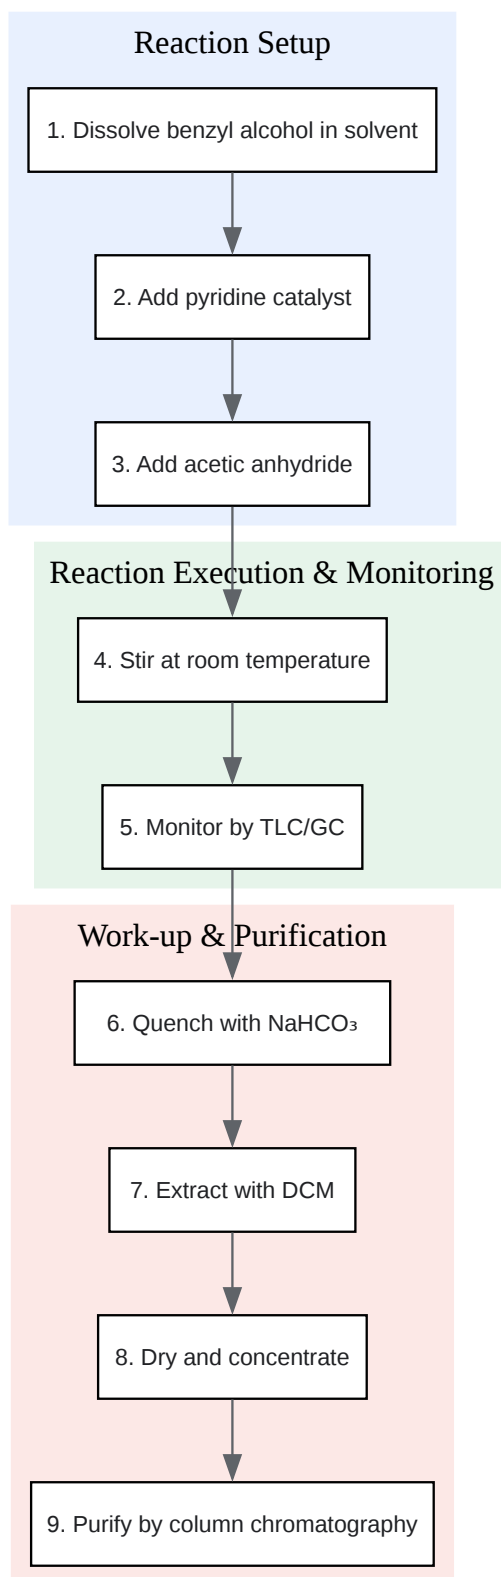 Reaction Setup
1. Dissolve benzyl alcohol in solvent
2. Add pyridine catalyst
3. Add acetic anhydride
Reaction Execution & Monitoring
4. Stir at room temperature
5. Monitor by TLC/GC
Work-up & Purification
6. Quench with NaHCO₃
7. Extract with DCM
8. Dry and concentrate
9. Purify by column chromatography